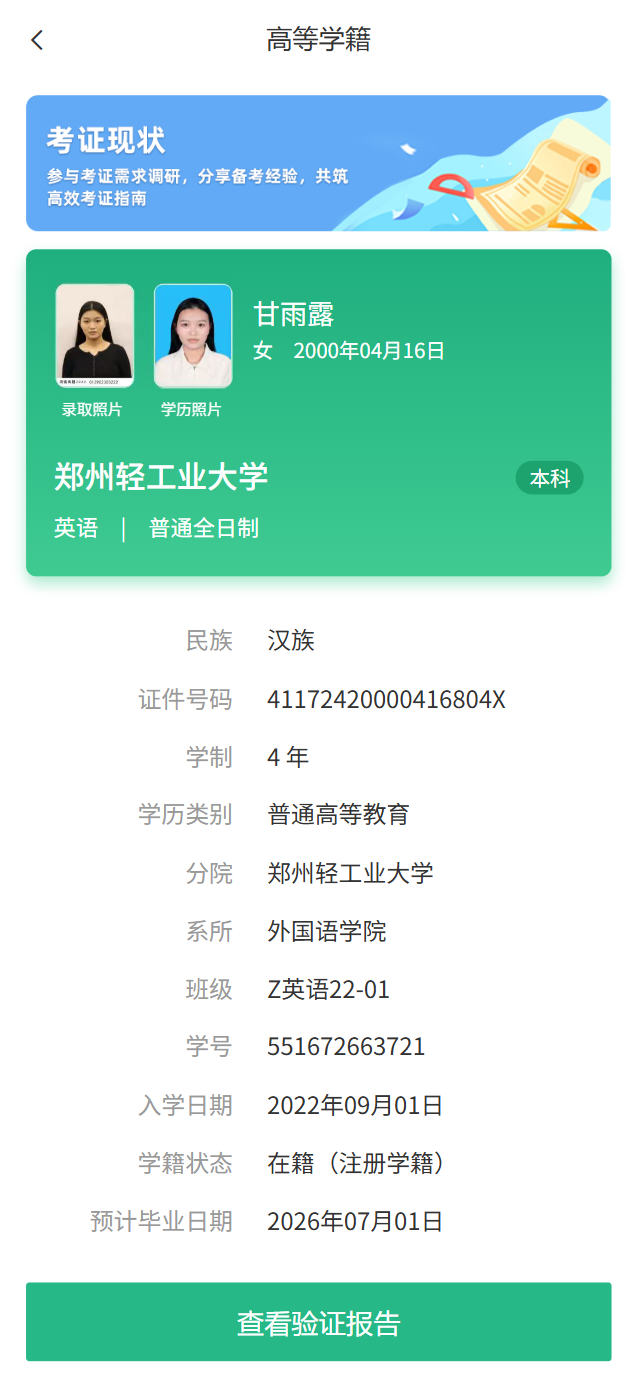 高等学籍
考证现状
参与考证需求调研，分享备考经验，共筑
高效考证指南
甘雨露
女 2000年04月16日
录取照片 学历照片
郑州轻工业大学 本科
英语 | 普通全日制
民族 汉族
证件号码 41172420000416804X
学制 4 年
学历类别 普通高等教育
分院 郑州轻工业大学
系所 外国语学院
班级 Z英语22-01
学号 551672663721
入学日期 2022年09月01日
学籍状态 在籍（注册学籍）
预计毕业日期 2026年07月01日
查看验证报告